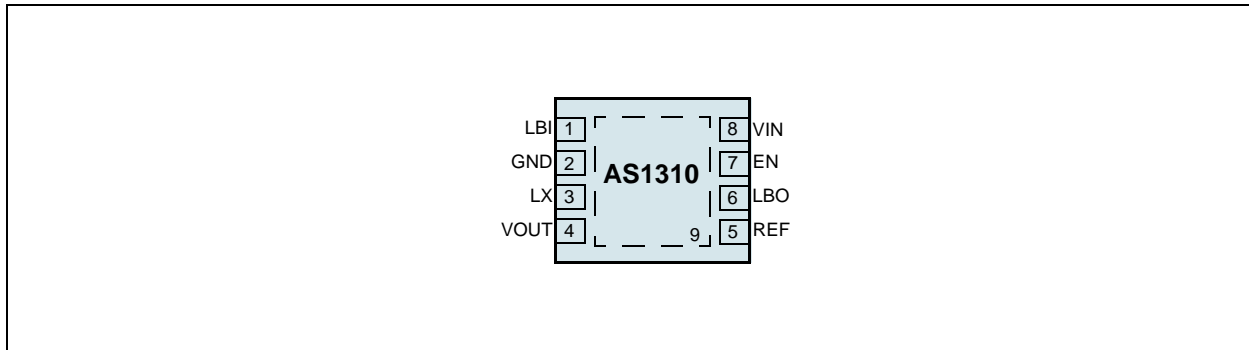 LBI 1 8 VIN
GND 2 AS1310 7 EN
LX 3 6 LBO
VOUT 4 9 5 REF